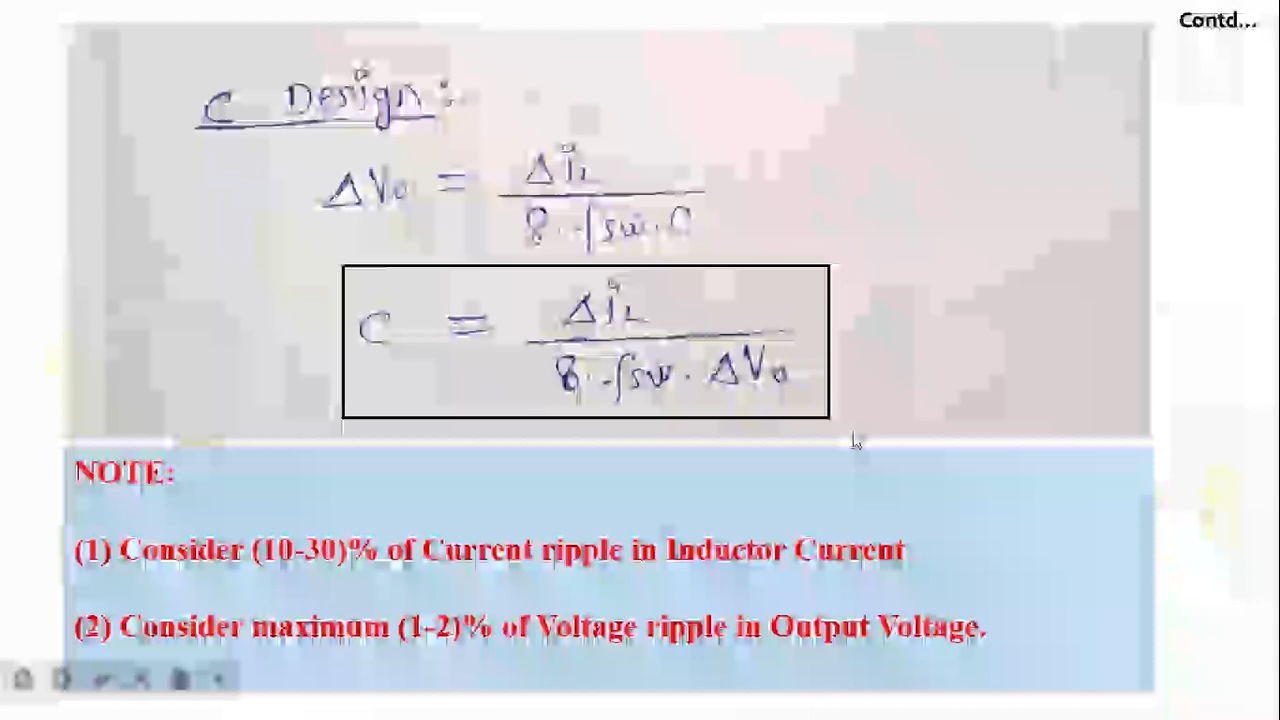 Contd...
C Design:
ΔVo = ΔiL / 8 · fsw · C
C = ΔiL / 8 · fsw · ΔVo
NOTE:
(1) Consider (10-30)% of Current ripple in Inductor Current
(2) Consider maximum (1-2)% of Voltage ripple in Output Voltage.